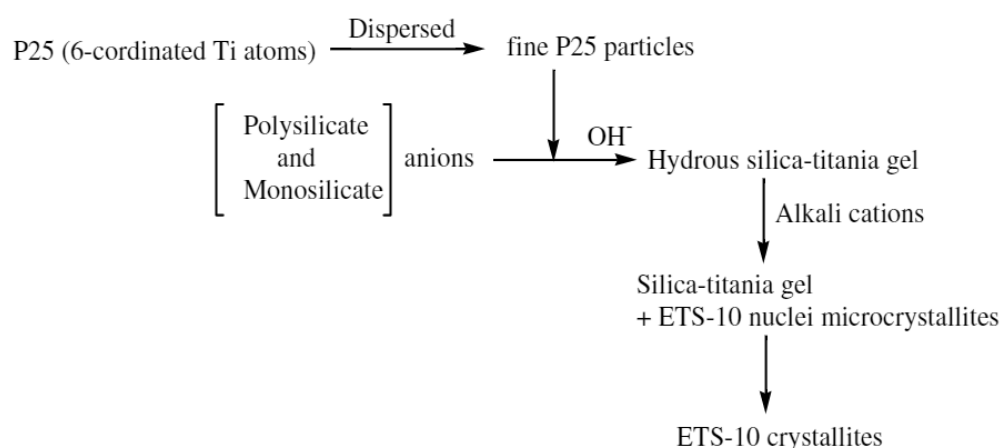 Dispersed
P25 (6-cordinated Ti atoms)
fine P25 particles
Polysilicate
and
Monosilicate
anions
OH⁻
Hydrous silica-titania gel
Alkali cations
Silica-titania gel
+ ETS-10 nuclei microcrystallites
ETS-10 crystallites